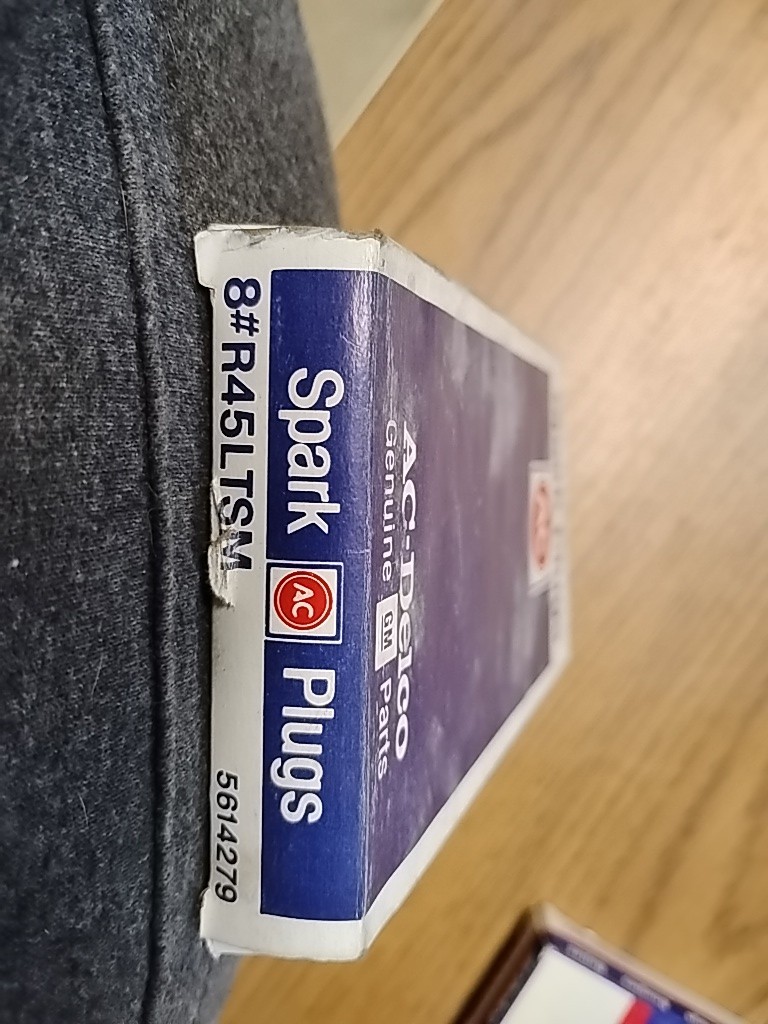 AC-Delco
Genuine GM Parts
Spark AC Plugs
8#R45LTSM
5614279